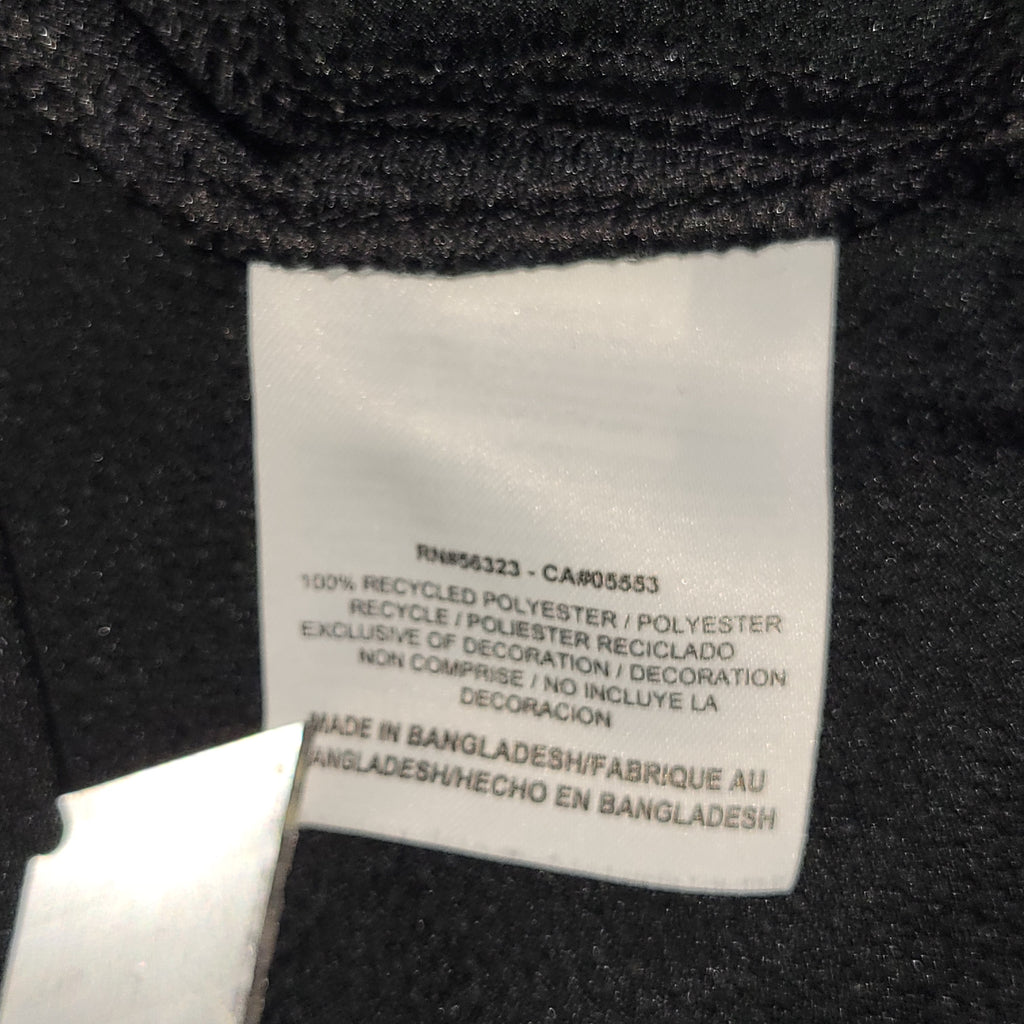 RN#56323 - CA#05553
100% RECYCLED POLYESTER / POLYESTER
RECYCLE / POLIESTER RECICLADO
EXCLUSIVE OF DECORATION / DECORATION
NON COMPRISE / NO INCLUYE LA
DECORACION
MADE IN BANGLADESH/FABRIQUE AU
ANGLADESH/HECHO EN BANGLADESH